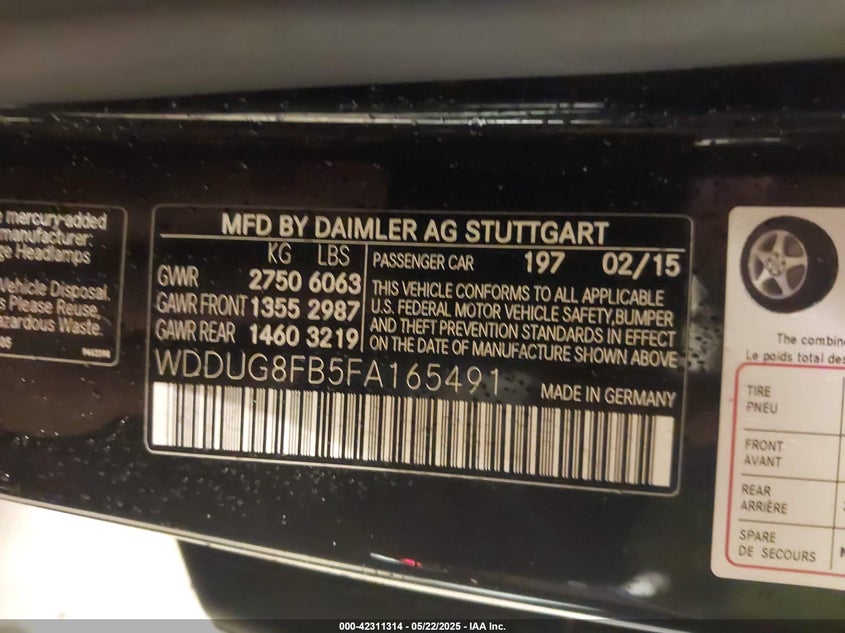 e mercury-added
manufacturer:
ge Headlamps
Vehicle Disposal.
s Please Reuse,
azardous Waste.
05
MFD BY DAIMLER AG STUTTGART
KG LBS
GVWR 2750 6063
GAWR FRONT 1355 2987
GAWR REAR 1460 3219
PASSENGER CAR 197 02/15
THIS VEHICLE CONFORMS TO ALL APPLICABLE
U.S. FEDERAL MOTOR VEHICLE SAFETY, BUMPER
AND THEFT PREVENTION STANDARDS IN EFFECT
ON THE DATE OF MANUFACTURE SHOWN ABOVE
WDDUG8FB5FA165491
MADE IN GERMANY
The combine
Le poids total des
TIRE
PNEU
FRONT
AVANT
REAR
ARRIÈRE
SPARE
DE SECOURS
000-42311314 - 05/22/2025 - IAA Inc.